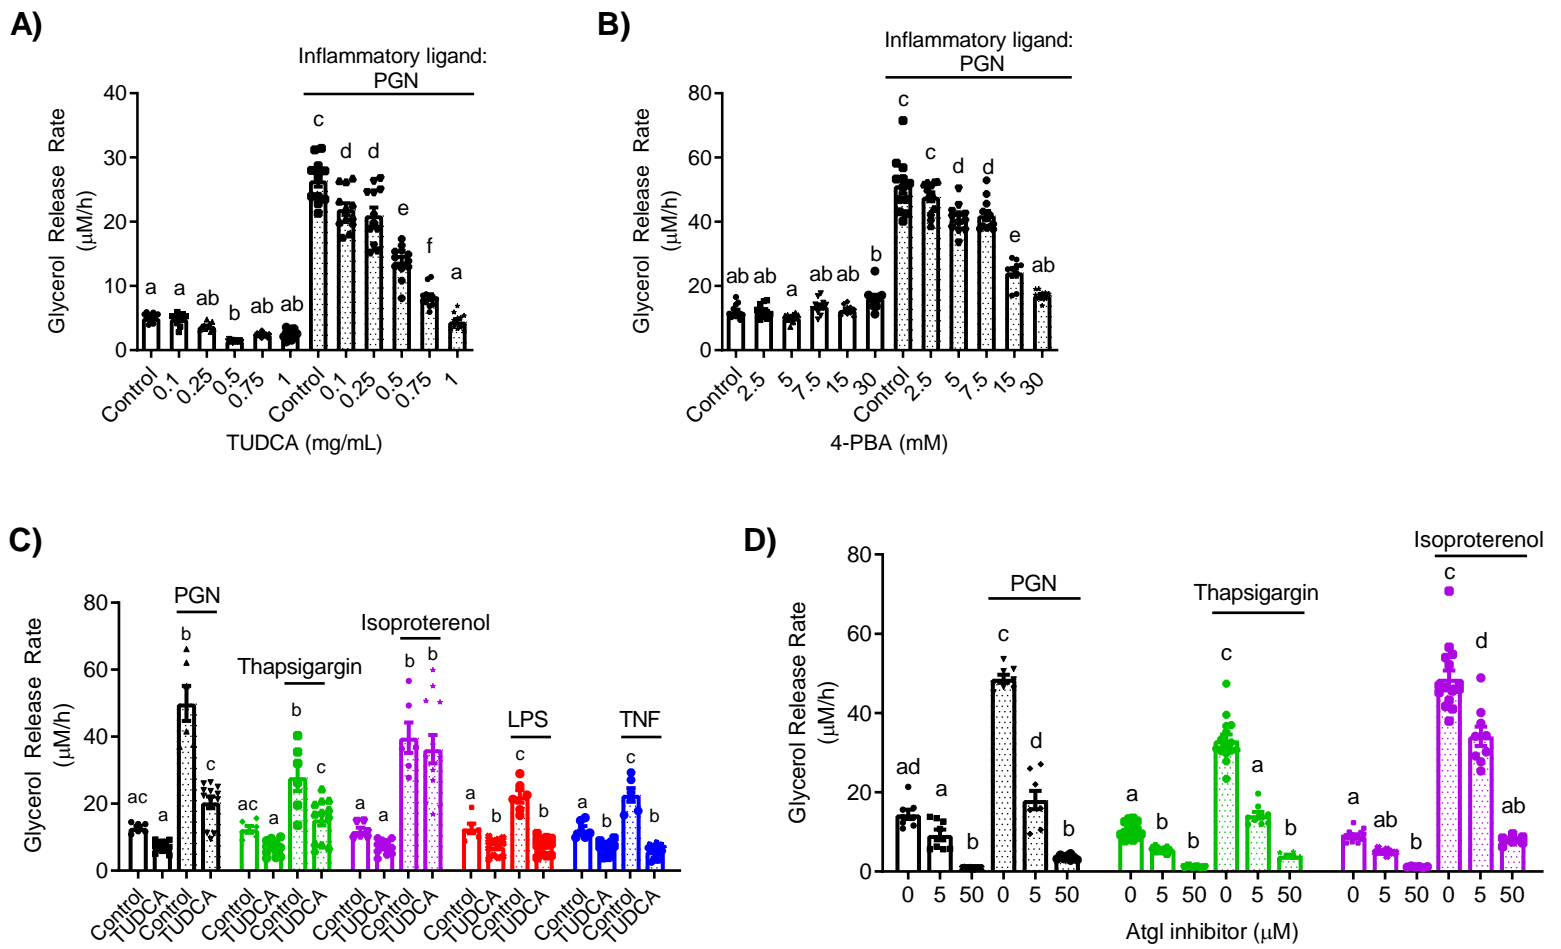 A)
Inflammatory ligand:
PGN
Glycerol Release Rate
(μM/h)
40
30
20
10
0
a a ab b ab ab c d d e f a
Control 0.1 0.25 0.5 0.75 1 Control 0.1 0.25 0.5 0.75 1
TUDCA (mg/mL)
B)
Inflammatory ligand:
PGN
Glycerol Release Rate
(μM/h)
80
60
40
20
0
ab ab a ab ab b c c d d e ab
Control 2.5 5 7.5 15 30 Control 2.5 5 7.5 15 30
4-PBA (mM)
C)
Glycerol Release Rate
(μM/h)
80
60
40
20
0
PGN
Thapsigargin
Isoproterenol
LPS
TNF
ac a b c ac a b c a a b b a b c b a b c b
Control TUDCA Control TUDCA Control TUDCA Control TUDCA Control TUDCA Control TUDCA Control TUDCA Control TUDCA Control TUDCA Control TUDCA
D)
Glycerol Release Rate
(μM/h)
80
60
40
20
0
PGN
Thapsigargin
Isoproterenol
ad a b c d b a b b c a b a ab b c d ab
0 5 50 0 5 50 0 5 50 0 5 50 0 5 50 0 5 50
Atgl inhibitor (μM)